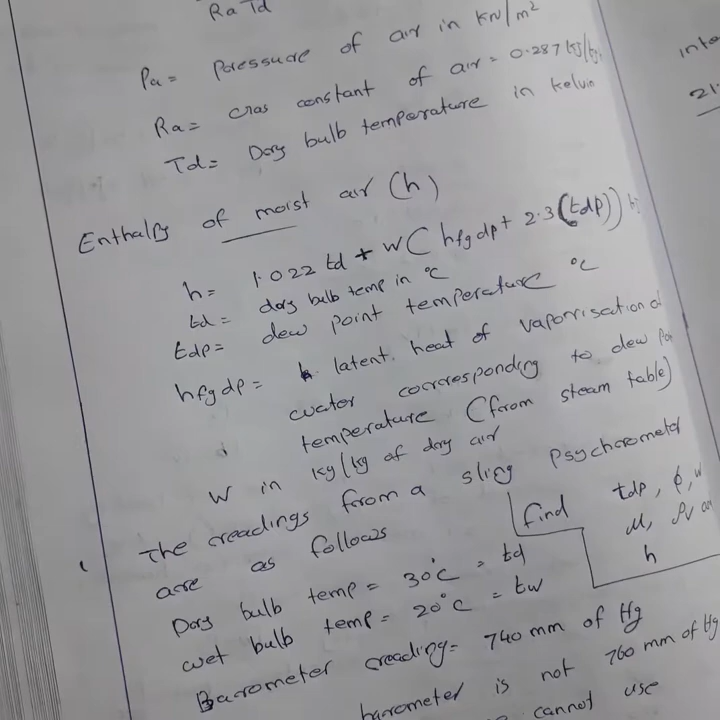 Ra Td
Pa = Pressure of air in KN/m²
Ra = Gas constant of air = 0.287 KJ/kg
Td = Dry bulb temperature in kelvin
Enthalpy of moist air (h)
h = 1.022 td + W ( hfgdp + 2.3 (tdp))
td = dry bulb temp in °C
tdp = dew point temperature °C
hfgdp = latent heat of vaporisation of
water corresponding to dew
temperature (from steam table)
W in Kg/kg of dry air
The readings from a sling Psychrometer
are as follows
find tdp, φ, W
μ, ρv
h
Dry bulb temp = 30°C = td
wet bulb temp = 20°C = tw
Barometer reading = 740 mm of Hg
barometer is not 760 mm of Hg
cannot use